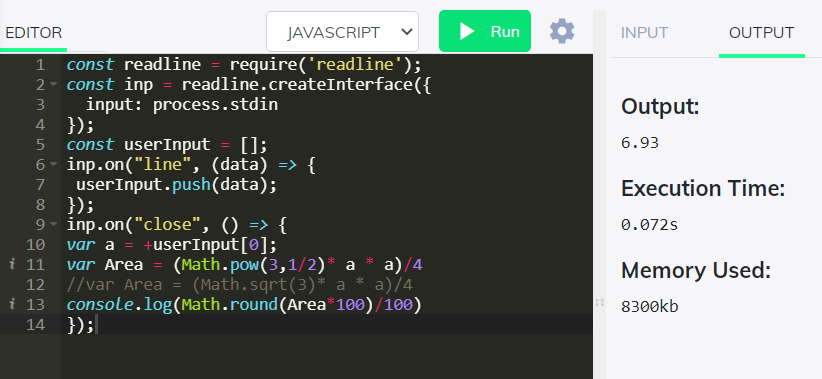 EDITOR
JAVASCRIPT
Run
INPUT
OUTPUT
1 const readline = require('readline');
2 const inp = readline.createInterface({
3   input: process.stdin
4 });
5 const userInput = [];
6 inp.on("line", (data) => {
7  userInput.push(data);
8 });
9 inp.on("close", () => {
10 var a = +userInput[0];
11 var Area = (Math.pow(3,1/2)* a * a)/4
12 //var Area = (Math.sqrt(3)* a * a)/4
13 console.log(Math.round(Area*100)/100)
14 });
Output:
6.93
Execution Time:
0.072s
Memory Used:
8300kb